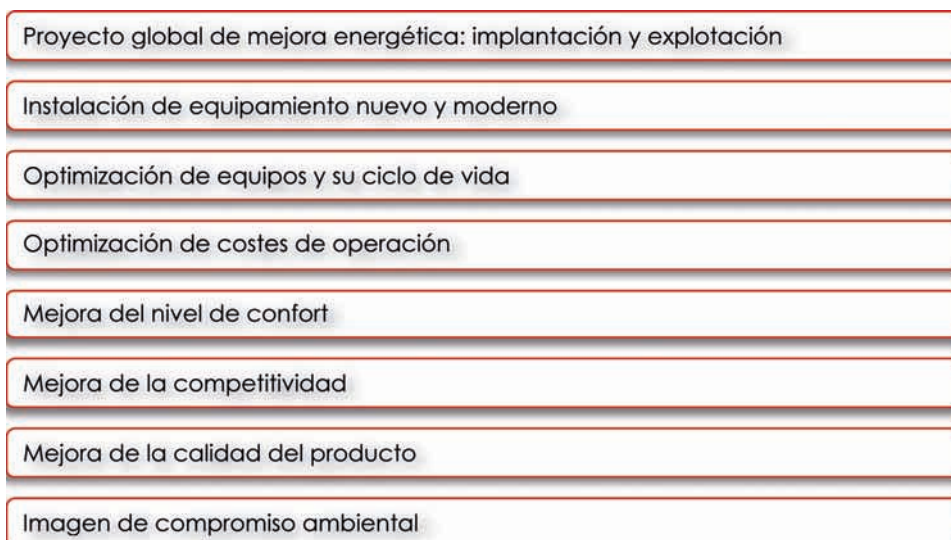 Proyecto global de mejora energética: implantación y explotación
Instalación de equipamiento nuevo y moderno
Optimización de equipos y su ciclo de vida
Optimización de costes de operación
Mejora del nivel de confort
Mejora de la competitividad
Mejora de la calidad del producto
Imagen de compromiso ambiental